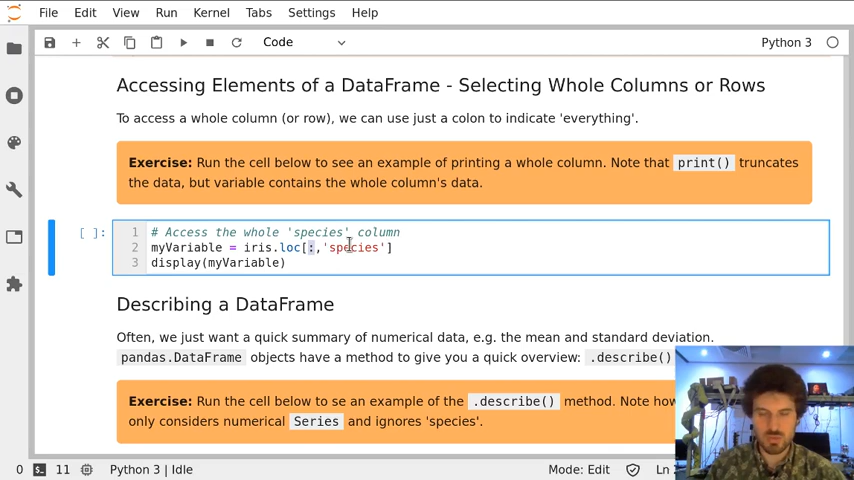 File Edit View Run Kernel Tabs Settings Help
Code Python 3
Accessing Elements of a DataFrame - Selecting Whole Columns or Rows
To access a whole column (or row), we can use just a colon to indicate 'everything'.
Exercise: Run the cell below to see an example of printing a whole column. Note that print() truncates
the data, but variable contains the whole column's data.
[ ]: 1 # Access the whole 'species' column
2 myVariable = iris.loc[:,'species']
3 display(myVariable)
Describing a DataFrame
Often, we just want a quick summary of numerical data, e.g. the mean and standard deviation.
pandas.DataFrame objects have a method to give you a quick overview: .describe()
Exercise: Run the cell below to se an example of the .describe() method. Note how
only considers numerical Series and ignores 'species'.
0 11 Python 3 | Idle Mode: Edit